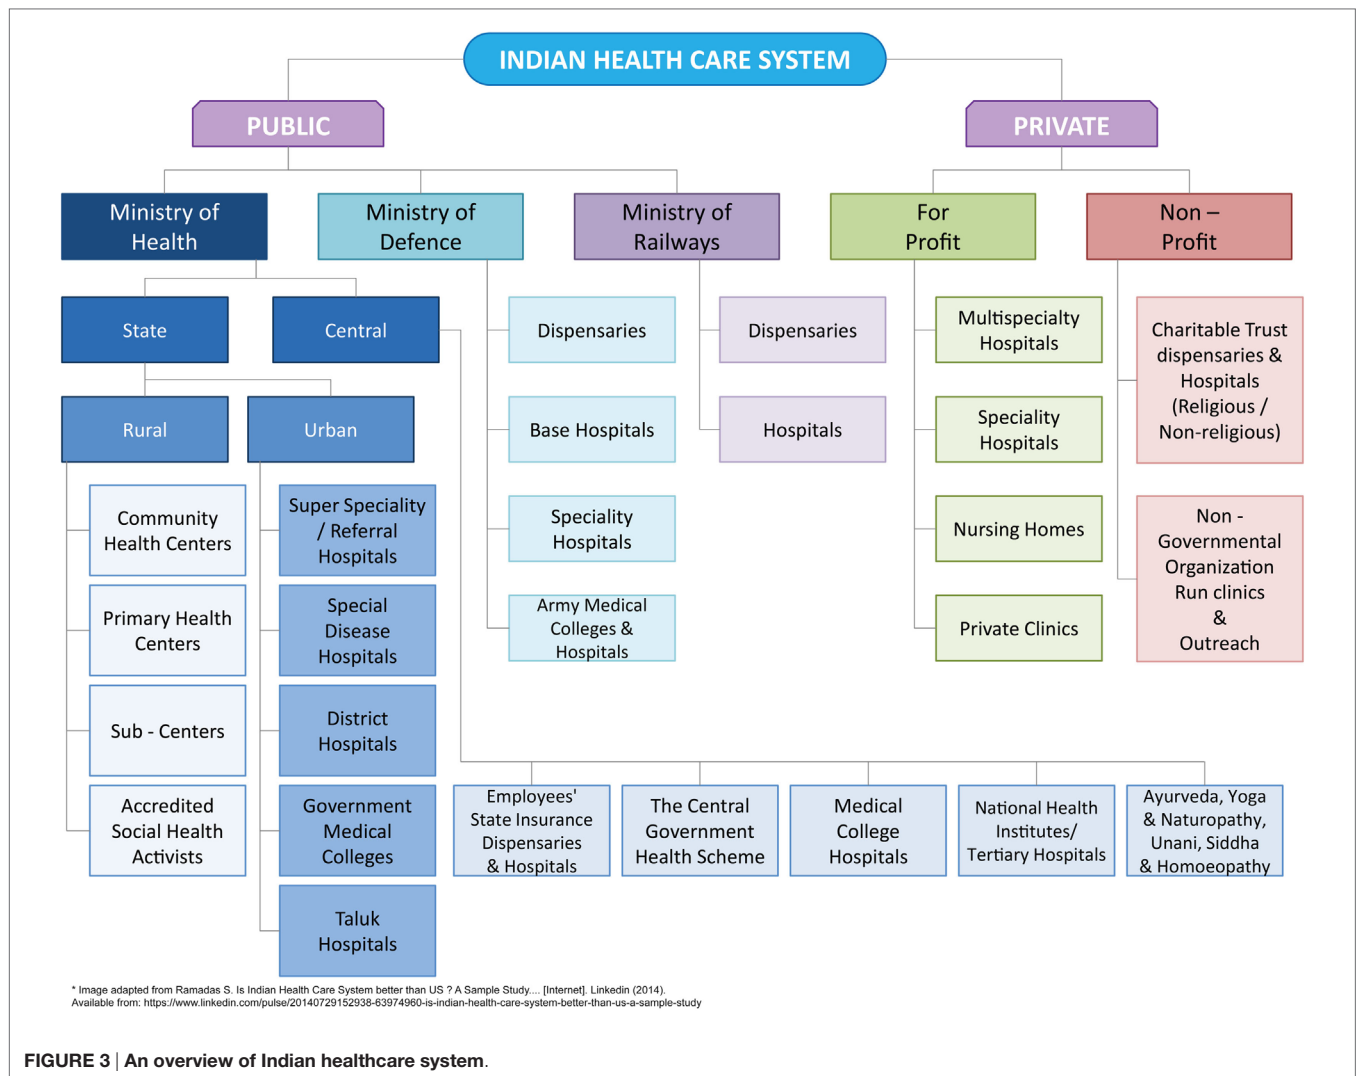 INDIAN HEALTH CARE SYSTEM
PUBLIC
PRIVATE
Ministry of
Health
Ministry of
Defence
Ministry of
Railways
For
Profit
Non –
Profit
State
Central
Dispensaries
Dispensaries
Multispecialty
Hospitals
Charitable Trust
dispensaries &
Hospitals
(Religious /
Non-religious)
Rural
Urban
Base Hospitals
Hospitals
Speciality
Hospitals
Community
Health Centers
Super Speciality
/ Referral
Hospitals
Speciality
Hospitals
Nursing Homes
Non -
Governmental
Organization
Run clinics
&
Outreach
Primary Health
Centers
Special
Disease
Hospitals
Army Medical
Colleges &
Hospitals
Private Clinics
Sub - Centers
District
Hospitals
Accredited
Social Health
Activists
Government
Medical
Colleges
Employees'
State Insurance
Dispensaries
& Hospitals
The Central
Government
Health Scheme
Medical
College
Hospitals
National Health
Institutes/
Tertiary Hospitals
Ayurveda, Yoga
& Naturopathy,
Unani, Siddha
& Homoeopathy
Taluk
Hospitals
* Image adapted from Ramadas S. Is Indian Health Care System better than US ? A Sample Study.... [Internet]. Linkedin (2014).
Available from: https://www.linkedin.com/pulse/20140729152938-63974960-is-indian-health-care-system-better-than-us-a-sample-study
FIGURE 3 | An overview of Indian healthcare system.